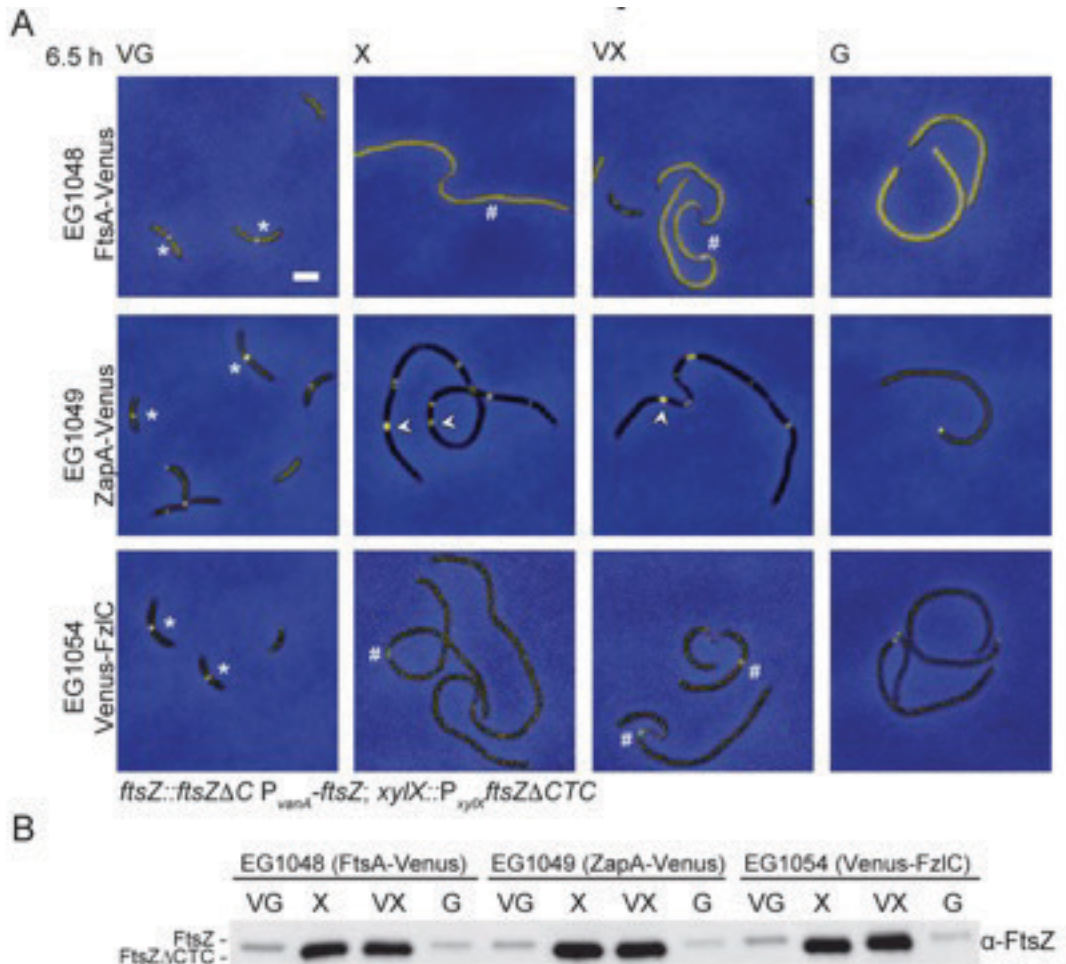 A
6.5 h VG X VX G
EG1048
FtsA-Venus
* * # #
EG1049
ZapA-Venus
* *
EG1054
Venus-FzlC
* * # # #
ftsZ::ftsZΔC PvanA-ftsZ; xylX::PxylXftsZΔCTC
B
EG1048 (FtsA-Venus) EG1049 (ZapA-Venus) EG1054 (Venus-FzlC)
VG X VX G VG X VX G VG X VX G
FtsZ -
FtsZΔCTC - α-FtsZ